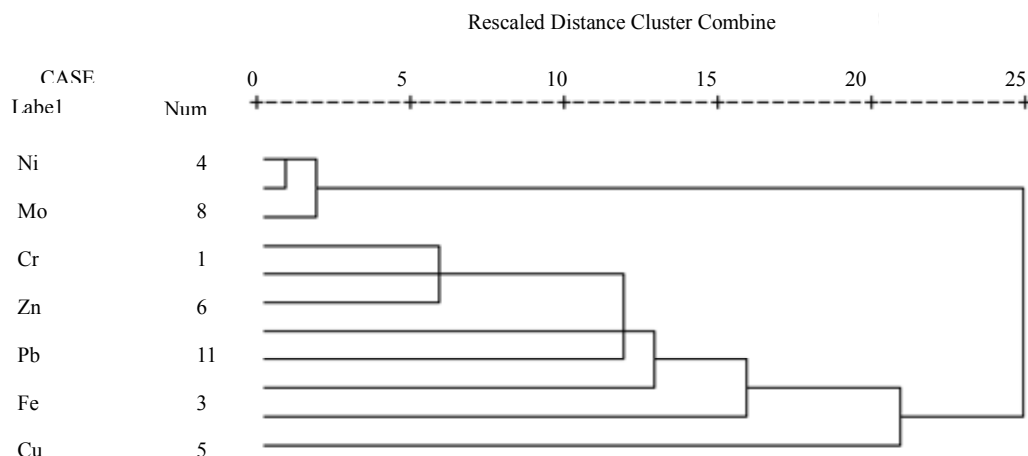 Rescaled Distance Cluster Combine
CASE 0 5 10 15 20 25
Label Num
Ni 4
Mo 8
Cr 1
Zn 6
Pb 11
Fe 3
Cu 5